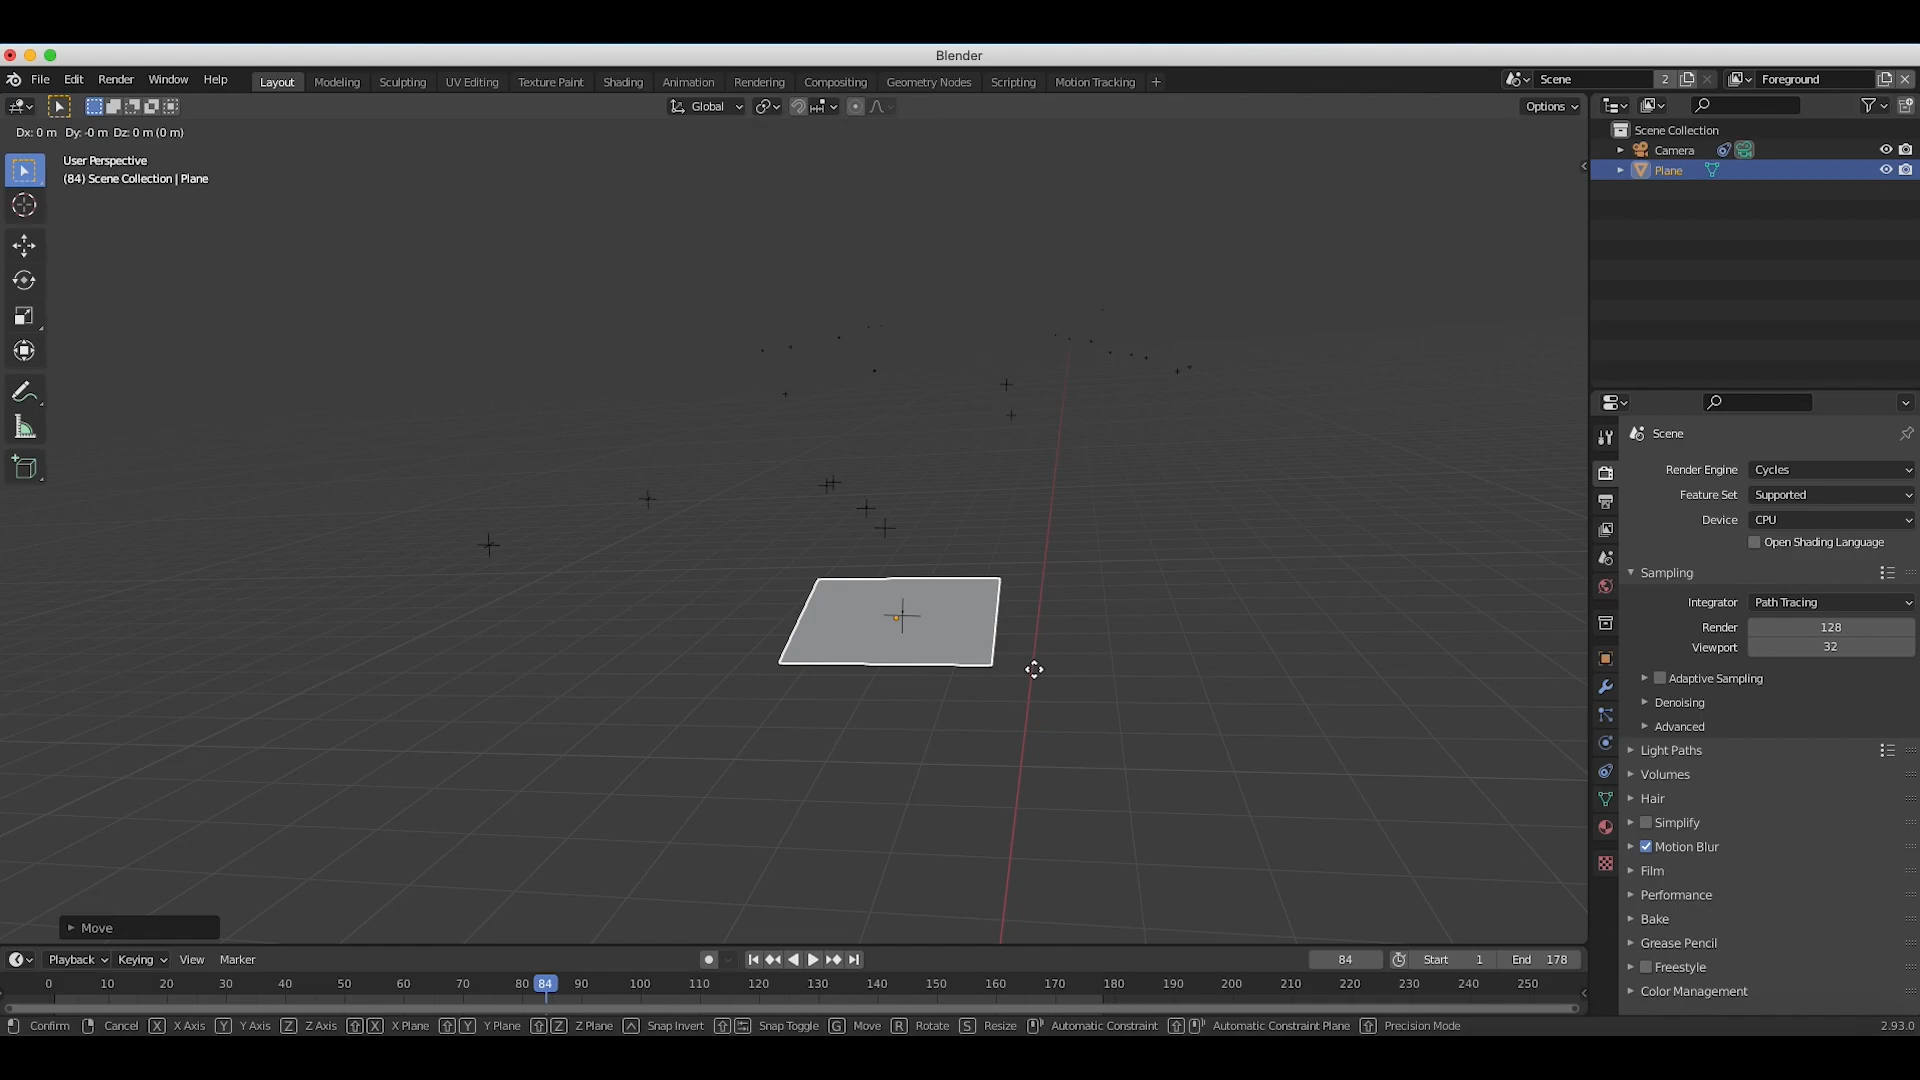 Blender
File Edit Render Window Help
Layout Modeling Sculpting UV Editing Texture Paint Shading Animation Rendering Compositing Geometry Nodes Scripting Motion Tracking +
Scene 2 Foreground
Global
Options
Dx: 0 m Dy: -0 m Dz: 0 m (0 m)
User Perspective
(84) Scene Collection | Plane
Scene Collection
Camera
Plane
Scene
Render Engine Cycles
Feature Set Supported
Device CPU
Open Shading Language
Sampling
Integrator Path Tracing
Render 128
Viewport 32
Adaptive Sampling
Denoising
Advanced
Light Paths
Volumes
Hair
Simplify
Motion Blur
Film
Performance
Bake
Grease Pencil
Freestyle
Color Management
Move
Playback Keying View Marker
84 Start 1 End 178
0 10 20 30 40 50 60 70 80 84 90 100 110 120 130 140 150 160 170 180 190 200 210 220 230 240 250
Confirm Cancel X X Axis Y Y Axis Z Z Axis X X Plane Y Y Plane Z Z Plane Snap Invert Snap Toggle G Move R Rotate S Resize Automatic Constraint Automatic Constraint Plane Precision Mode 2.93.0